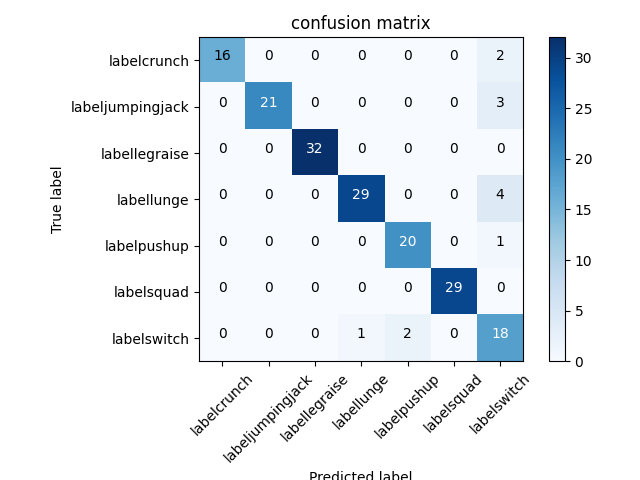 confusion matrix
True label
labelcrunch 16 0 0 0 0 0 2
labeljumpingjack 0 21 0 0 0 0 3
labellegraise 0 0 32 0 0 0 0
labellunge 0 0 0 29 0 0 4
labelpushup 0 0 0 0 20 0 1
labelsquad 0 0 0 0 0 29 0
labelswitch 0 0 0 1 2 0 18
labelcrunch labeljumpingjack labellegraise labellunge labelpushup labelsquad labelswitch
Predicted label
30
25
20
15
10
5
0